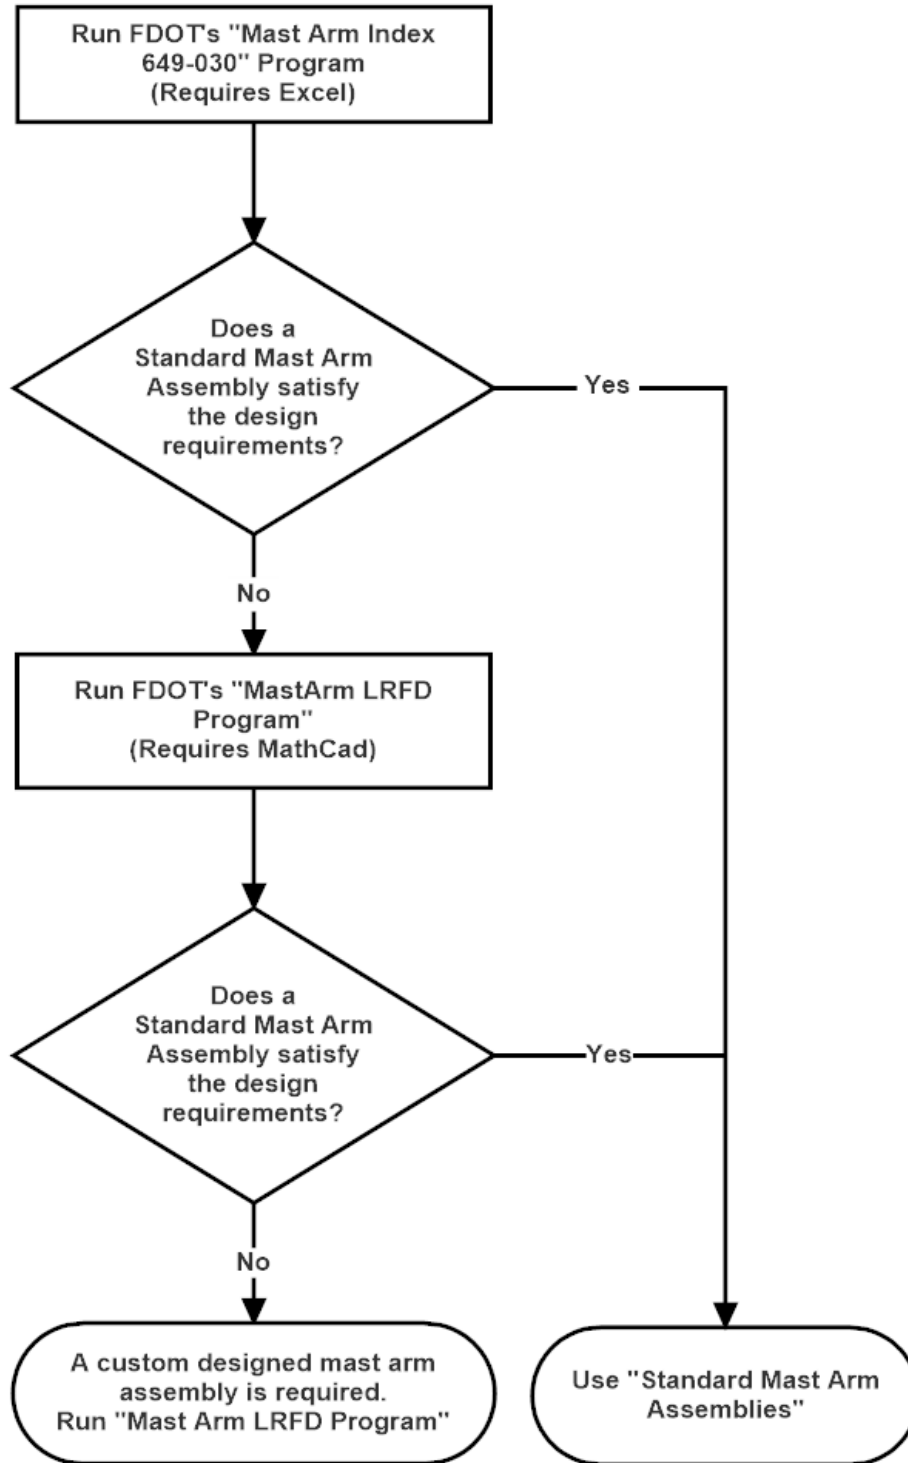 Run FDOT's "Mast Arm Index
649-030" Program
(Requires Excel)
Does a
Standard Mast Arm
Assembly satisfy
the design
requirements?
Yes
No
Run FDOT's "MastArm LRFD
Program"
(Requires MathCad)
Does a
Standard Mast Arm
Assembly satisfy
the design
requirements?
Yes
No
A custom designed mast arm
assembly is required.
Run "Mast Arm LRFD Program"
Use "Standard Mast Arm
Assemblies"